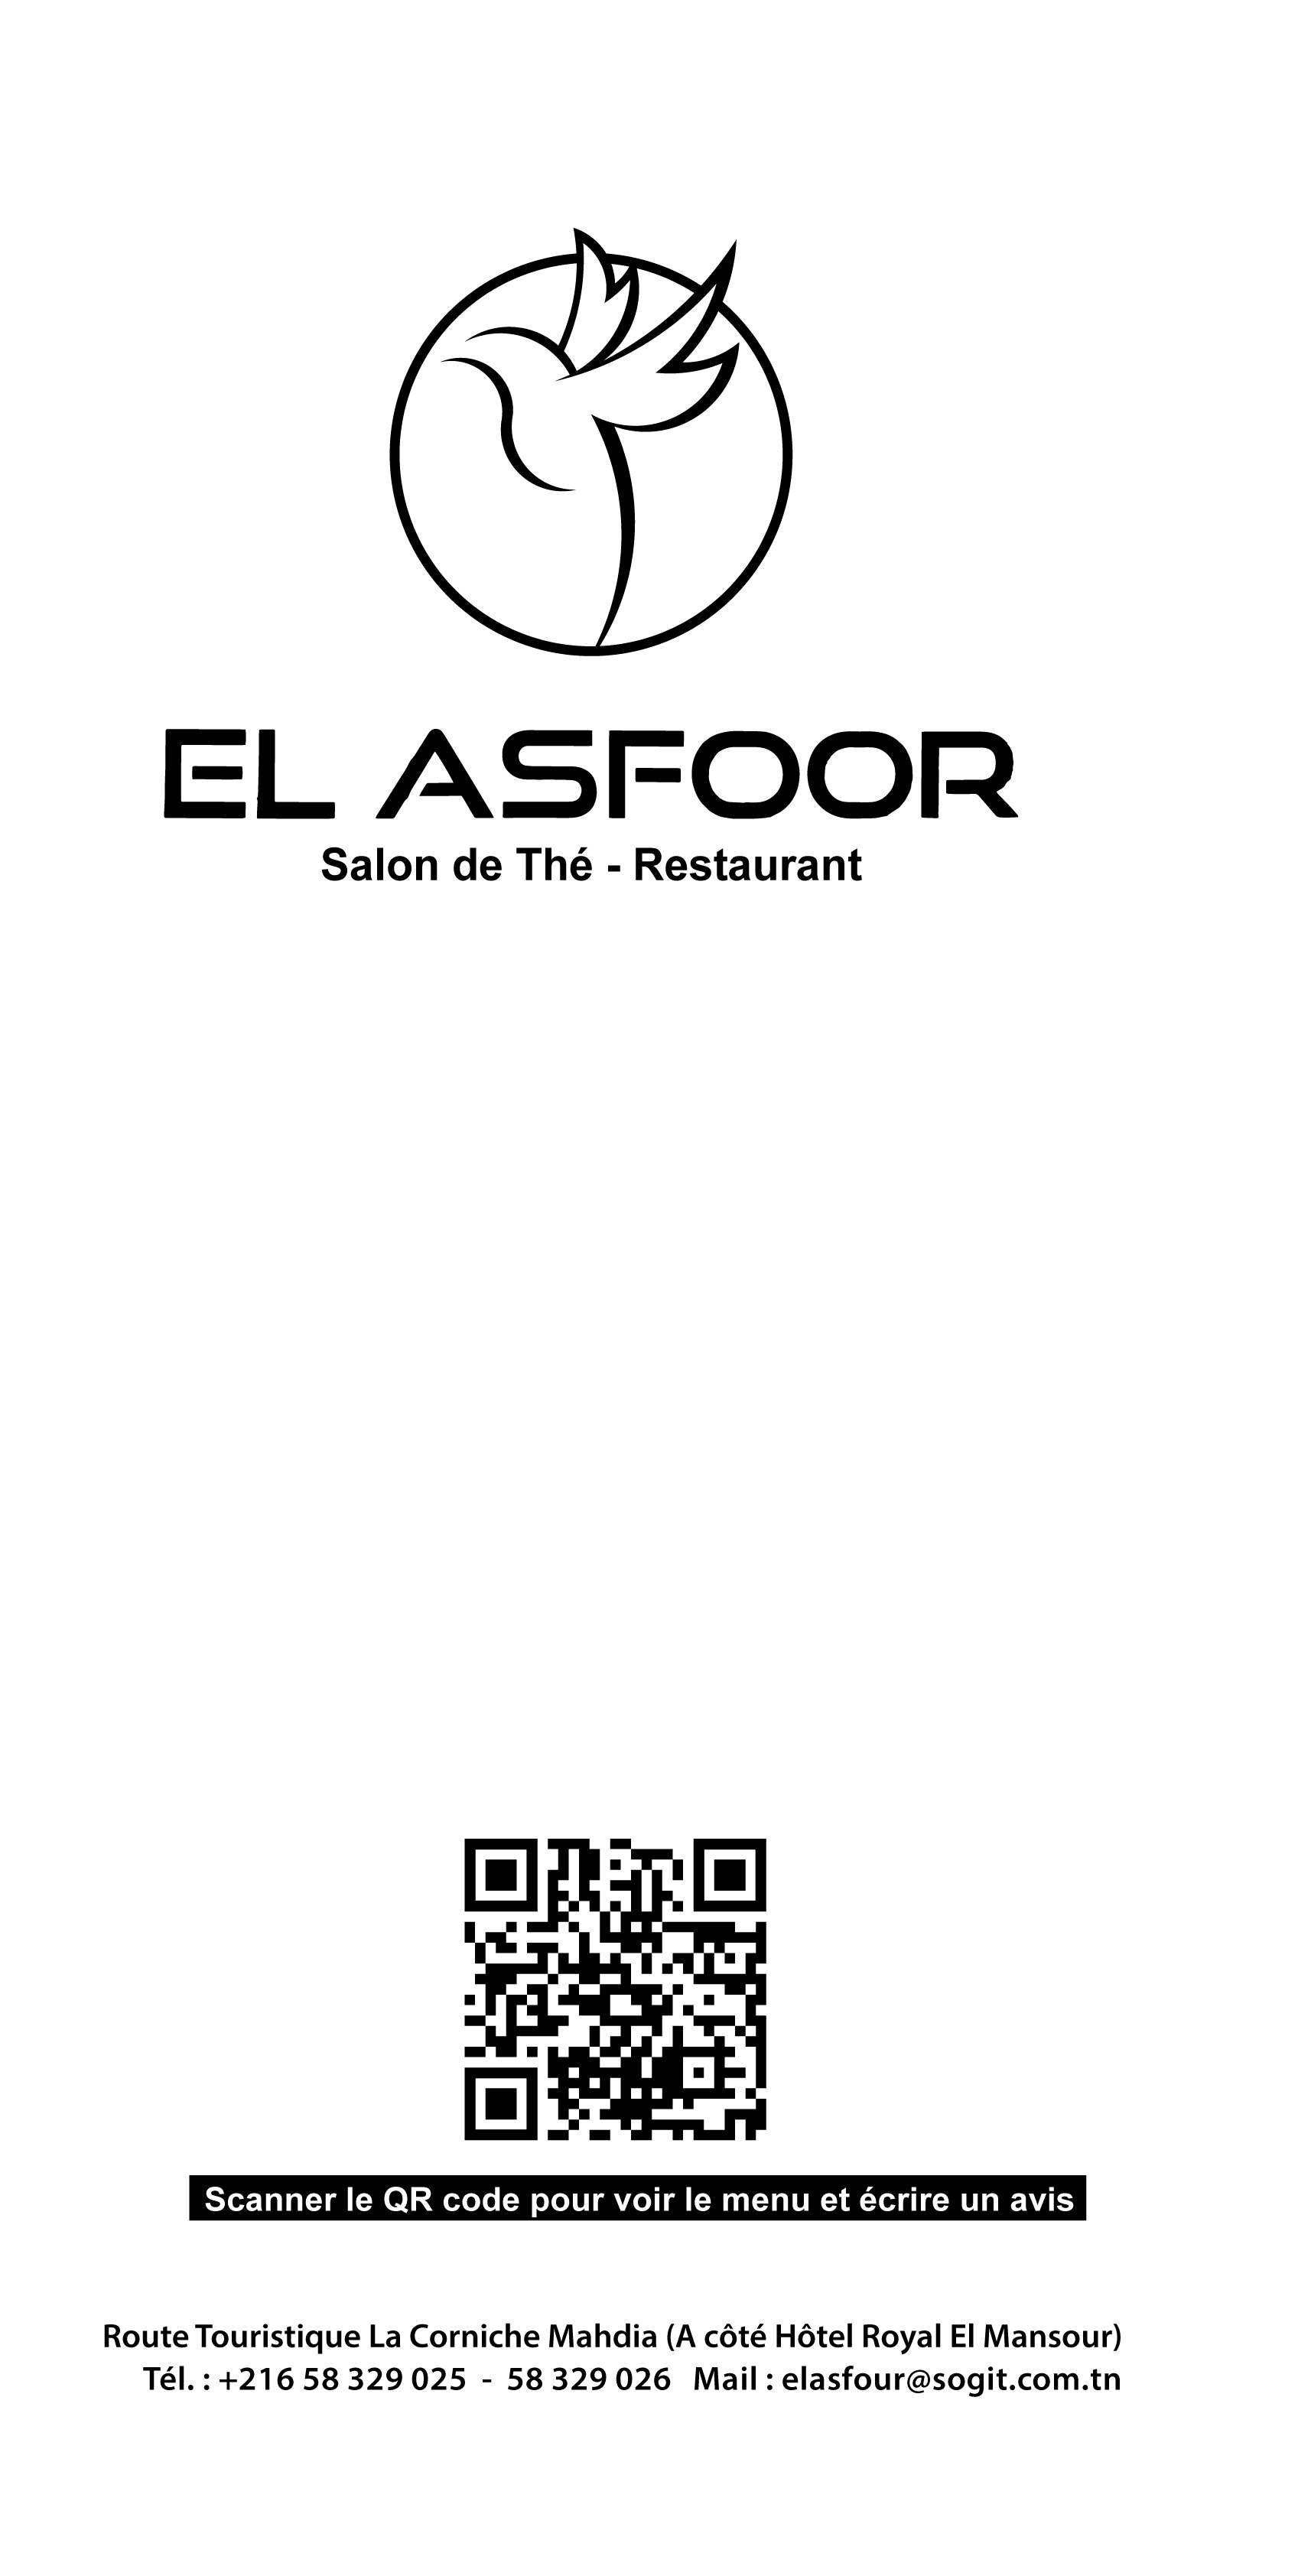 EL ASFOOR
Salon de Thé - Restaurant
Scanner le QR code pour voir le menu et écrire un avis
Route Touristique La Corniche Mahdia (A côté Hôtel Royal El Mansour)
Tél. : +216 58 329 025 - 58 329 026 Mail : elasfour@sogit.com.tn